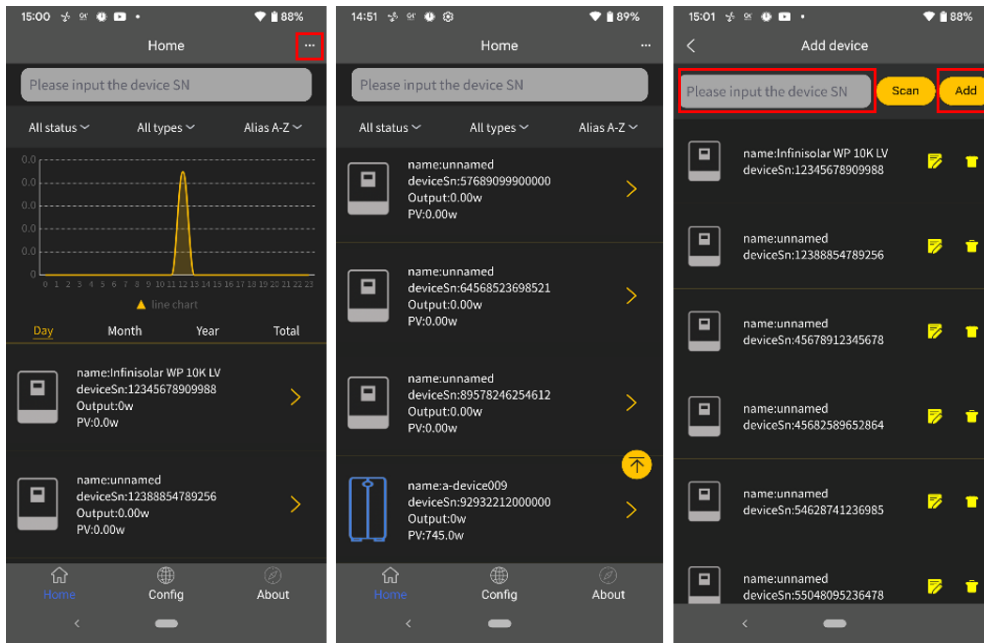 15:00
88%
Home
...
Please input the device SN
All status
All types
Alias A-Z
0.0
0.0
0.0
0.0
0.0
0
0 1 2 3 4 5 6 7 8 9 10 11 12 13 14 15 16 17 18 19 20 21 22 23
line chart
Day Month Year Total
name:Infinisolar WP 10K LV
deviceSn:12345678909988
Output:0w
PV:0.0w
name:unnamed
deviceSn:12388854789256
Output:0.00w
PV:0.00w
Home Config About
14:51
89%
Home
...
Please input the device SN
All status
All types
Alias A-Z
name:unnamed
deviceSn:57689099900000
Output:0.00w
PV:0.00w
name:unnamed
deviceSn:64568523698521
Output:0.00w
PV:0.00w
name:unnamed
deviceSn:89578246254612
Output:0.00w
PV:0.00w
name:a-device009
deviceSn:92932212000000
Output:0w
PV:745.0w
Home Config About
15:01
88%
Add device
Please input the device SN
Scan
Add
name:Infinisolar WP 10K LV
deviceSn:12345678909988
name:unnamed
deviceSn:12388854789256
name:unnamed
deviceSn:45678912345678
name:unnamed
deviceSn:45682589652864
name:unnamed
deviceSn:54628741236985
name:unnamed
deviceSn:55048095236478